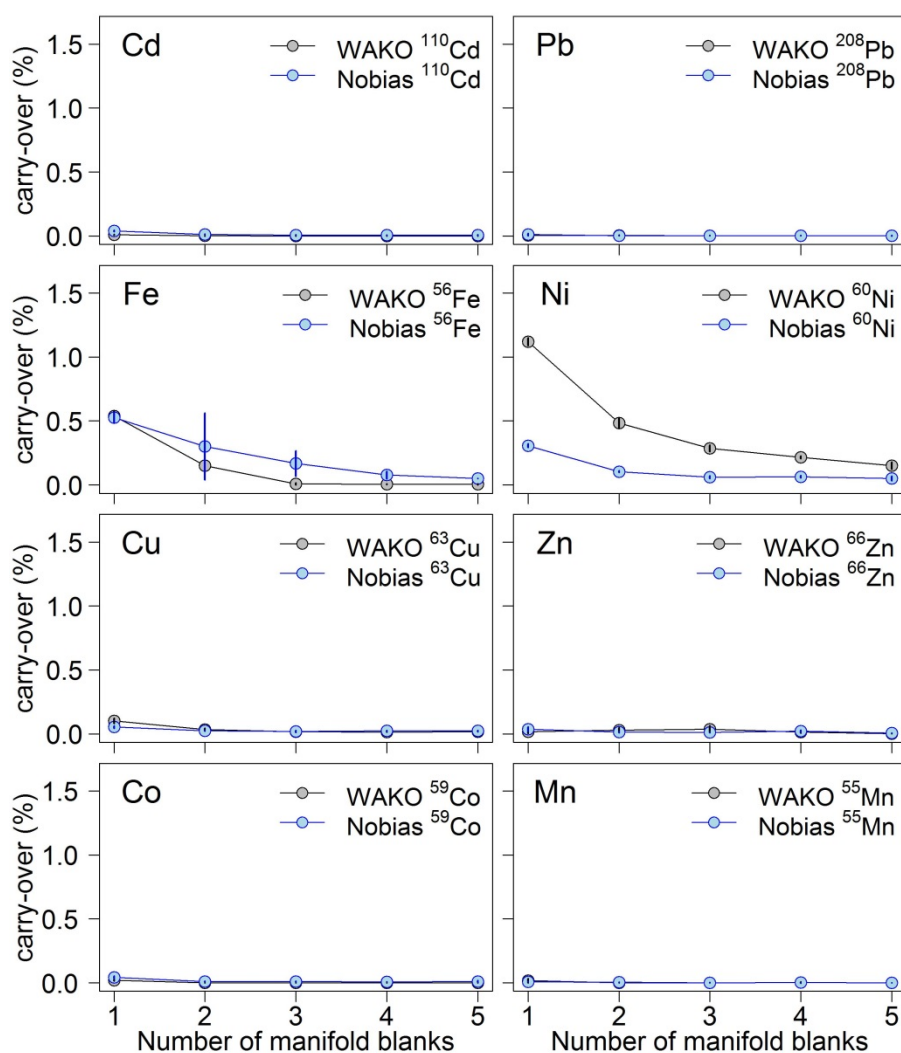 Cd
WAKO ¹¹⁰Cd
Nobias ¹¹⁰Cd
Pb
WAKO ²⁰⁸Pb
Nobias ²⁰⁸Pb
carry-over (%)
1.5
1.0
0.5
0.0
Fe
WAKO ⁵⁶Fe
Nobias ⁵⁶Fe
Ni
WAKO ⁶⁰Ni
Nobias ⁶⁰Ni
carry-over (%)
1.5
1.0
0.5
0.0
Cu
WAKO ⁶³Cu
Nobias ⁶³Cu
Zn
WAKO ⁶⁶Zn
Nobias ⁶⁶Zn
carry-over (%)
1.5
1.0
0.5
0.0
Co
WAKO ⁵⁹Co
Nobias ⁵⁹Co
Mn
WAKO ⁵⁵Mn
Nobias ⁵⁵Mn
carry-over (%)
1.5
1.0
0.5
0.0
1 2 3 4 5
1 2 3 4 5
Number of manifold blanks
Number of manifold blanks